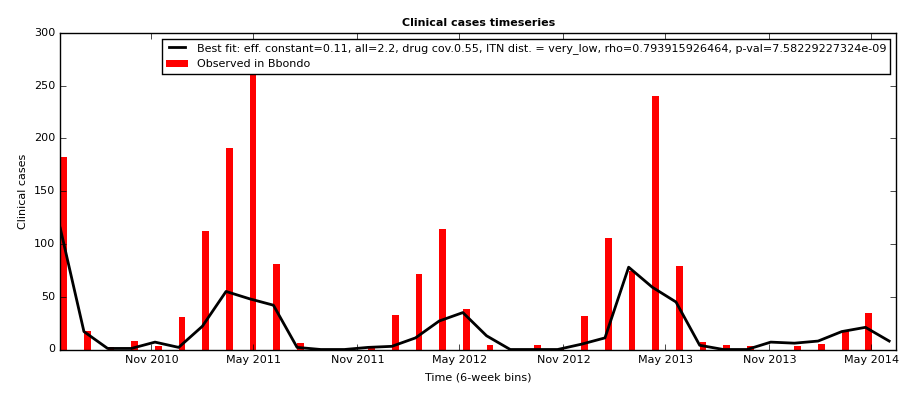 Clinical cases timeseries
Best fit: eff. constant=0.11, all=2.2, drug cov.0.55, ITN dist. = very_low, rho=0.793915926464, p-val=7.58229227324e-09
Observed in Bbondo
Clinical cases
300
250
200
150
100
50
0
Nov 2010 May 2011 Nov 2011 May 2012 Nov 2012 May 2013 Nov 2013 May 2014
Time (6-week bins)